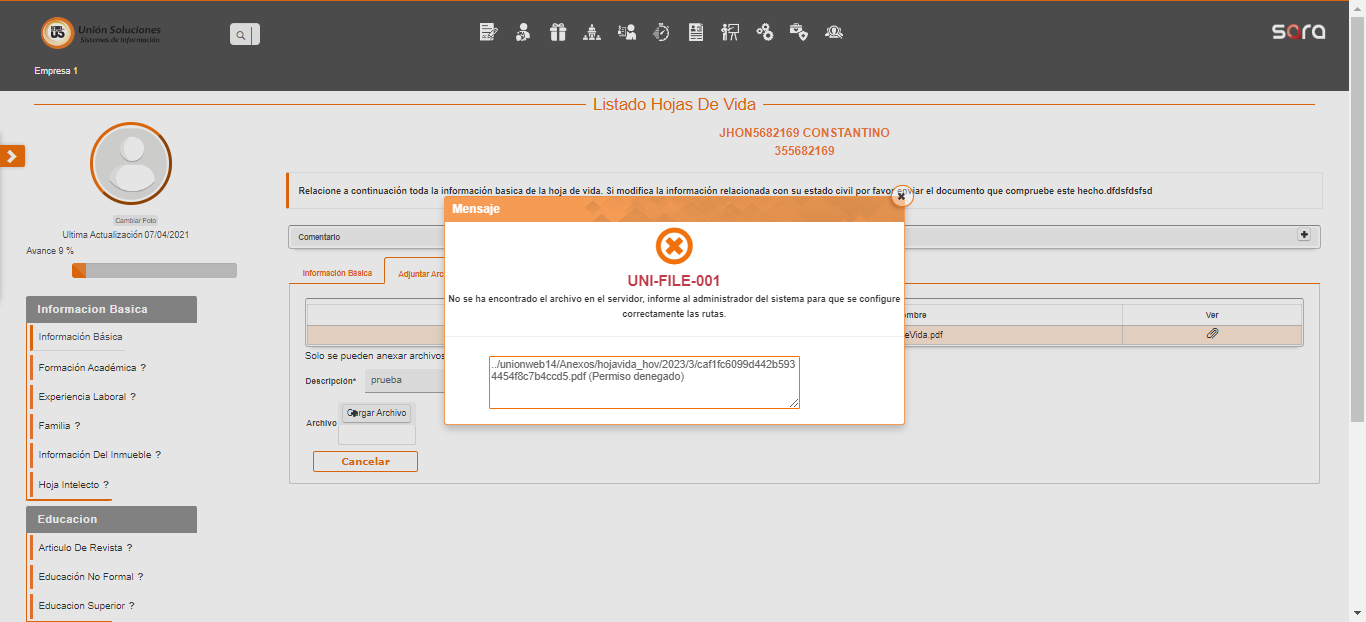 Unión Soluciones
Sistemas de Información
sara
Empresa 1
Listado Hojas De Vida
JHON5682169 CONSTANTINO
355682169
Cambiar Foto
Ultima Actualización 07/04/2021
Avance 9 %
Relacione a continuación toda la información basica de la hoja de vida. Si modifica la información relacionada con su estado civil por favor enviar el documento que compruebe este hecho.dfdsfdsfsd
Comentario
Información Básica
Adjuntar Arc
mbre
Ver
eVida.pdf
Solo se pueden anexar archivos
Descripción*
prueba
Archivo
Cargar Archivo
Cancelar
Mensaje
UNI-FILE-001
No se ha encontrado el archivo en el servidor, informe al administrador del sistema para que se configure
correctamente las rutas.
../unionweb14/Anexos/hojavida_hov/2023/3/caf1fc6099d442b593
4454f8c7b4ccd5.pdf (Permiso denegado)
Informacion Basica
Información Básica
Formación Académica ?
Experiencia Laboral ?
Familia ?
Información Del Inmueble ?
Hoja Intelecto ?
Educacion
Articulo De Revista ?
Educación No Formal ?
Educacion Superior ?